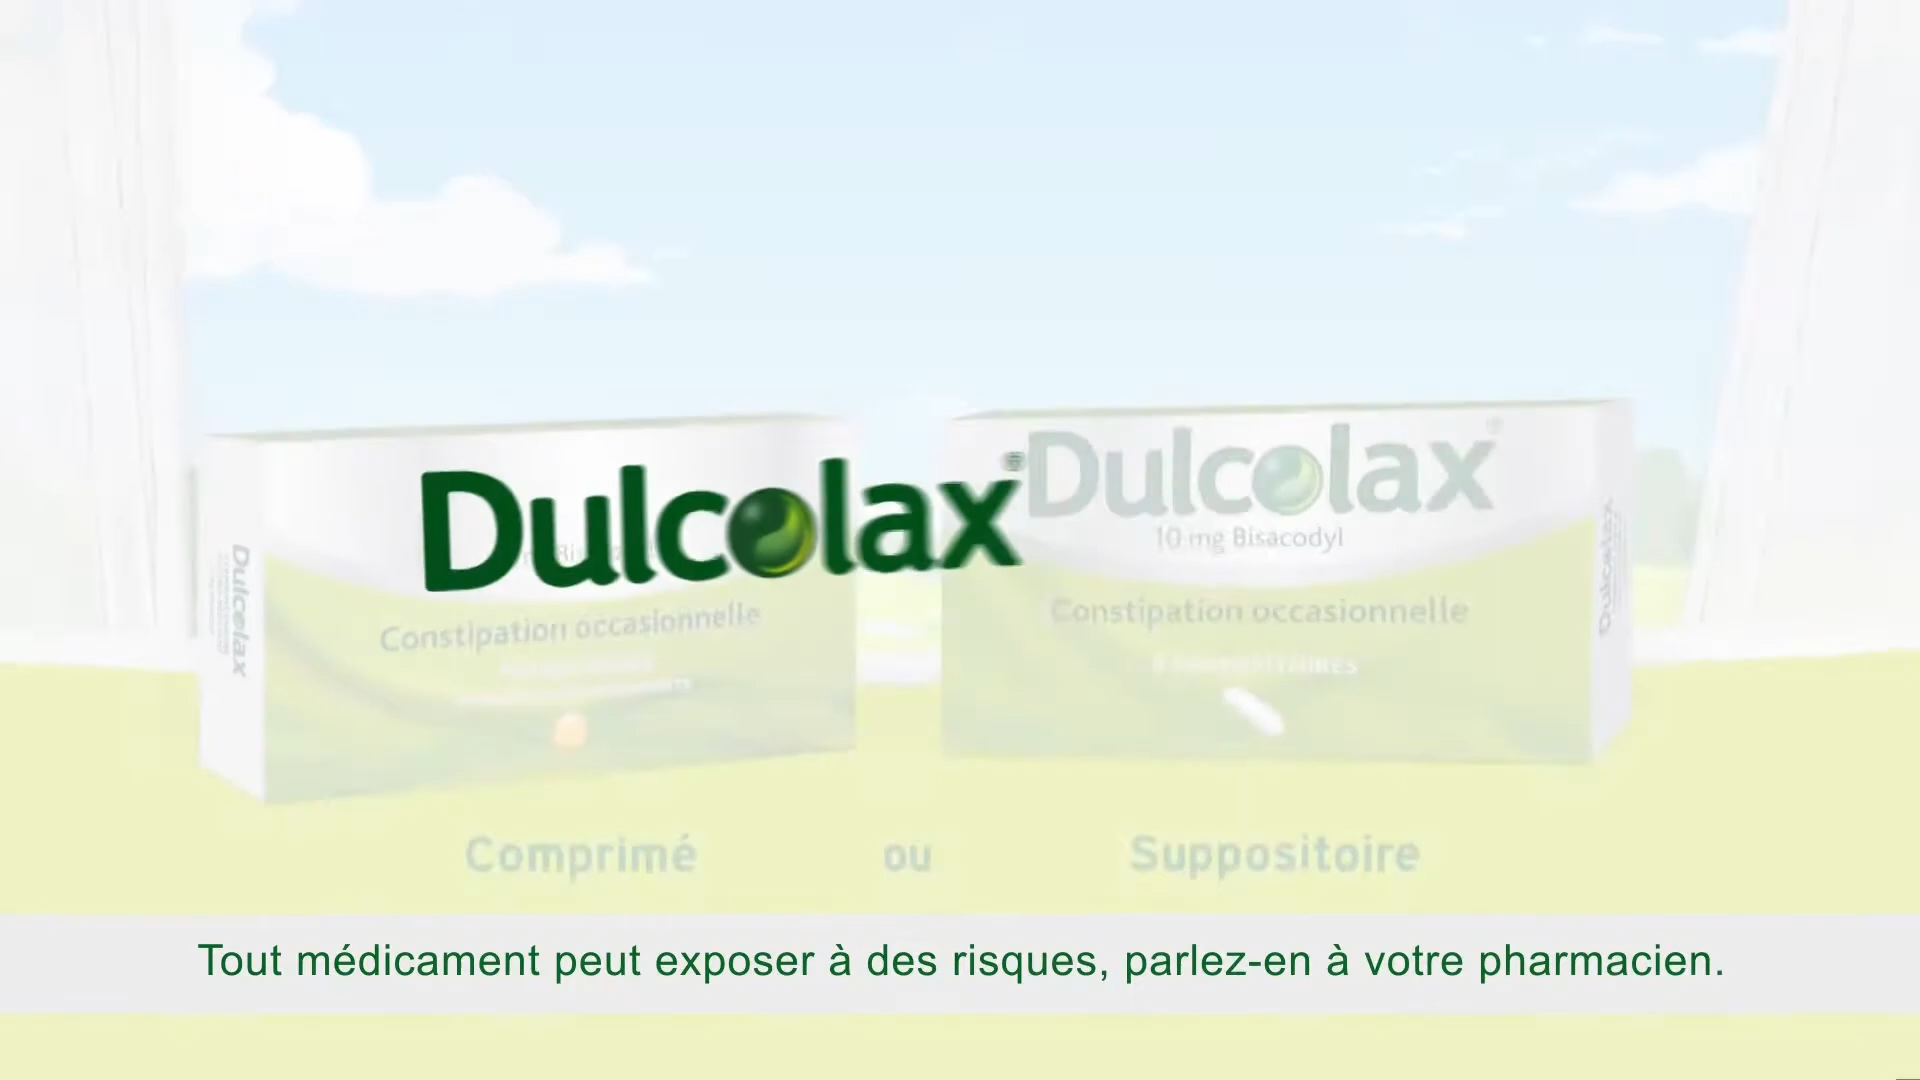 Dulcolax®
Dulcolax®
10 mg Bisacodyl
Constipation occasionnelle
Constipation occasionnelle
Dulcolax
Dulcolax
Comprimé ou Suppositoire
Tout médicament peut exposer à des risques, parlez-en à votre pharmacien.